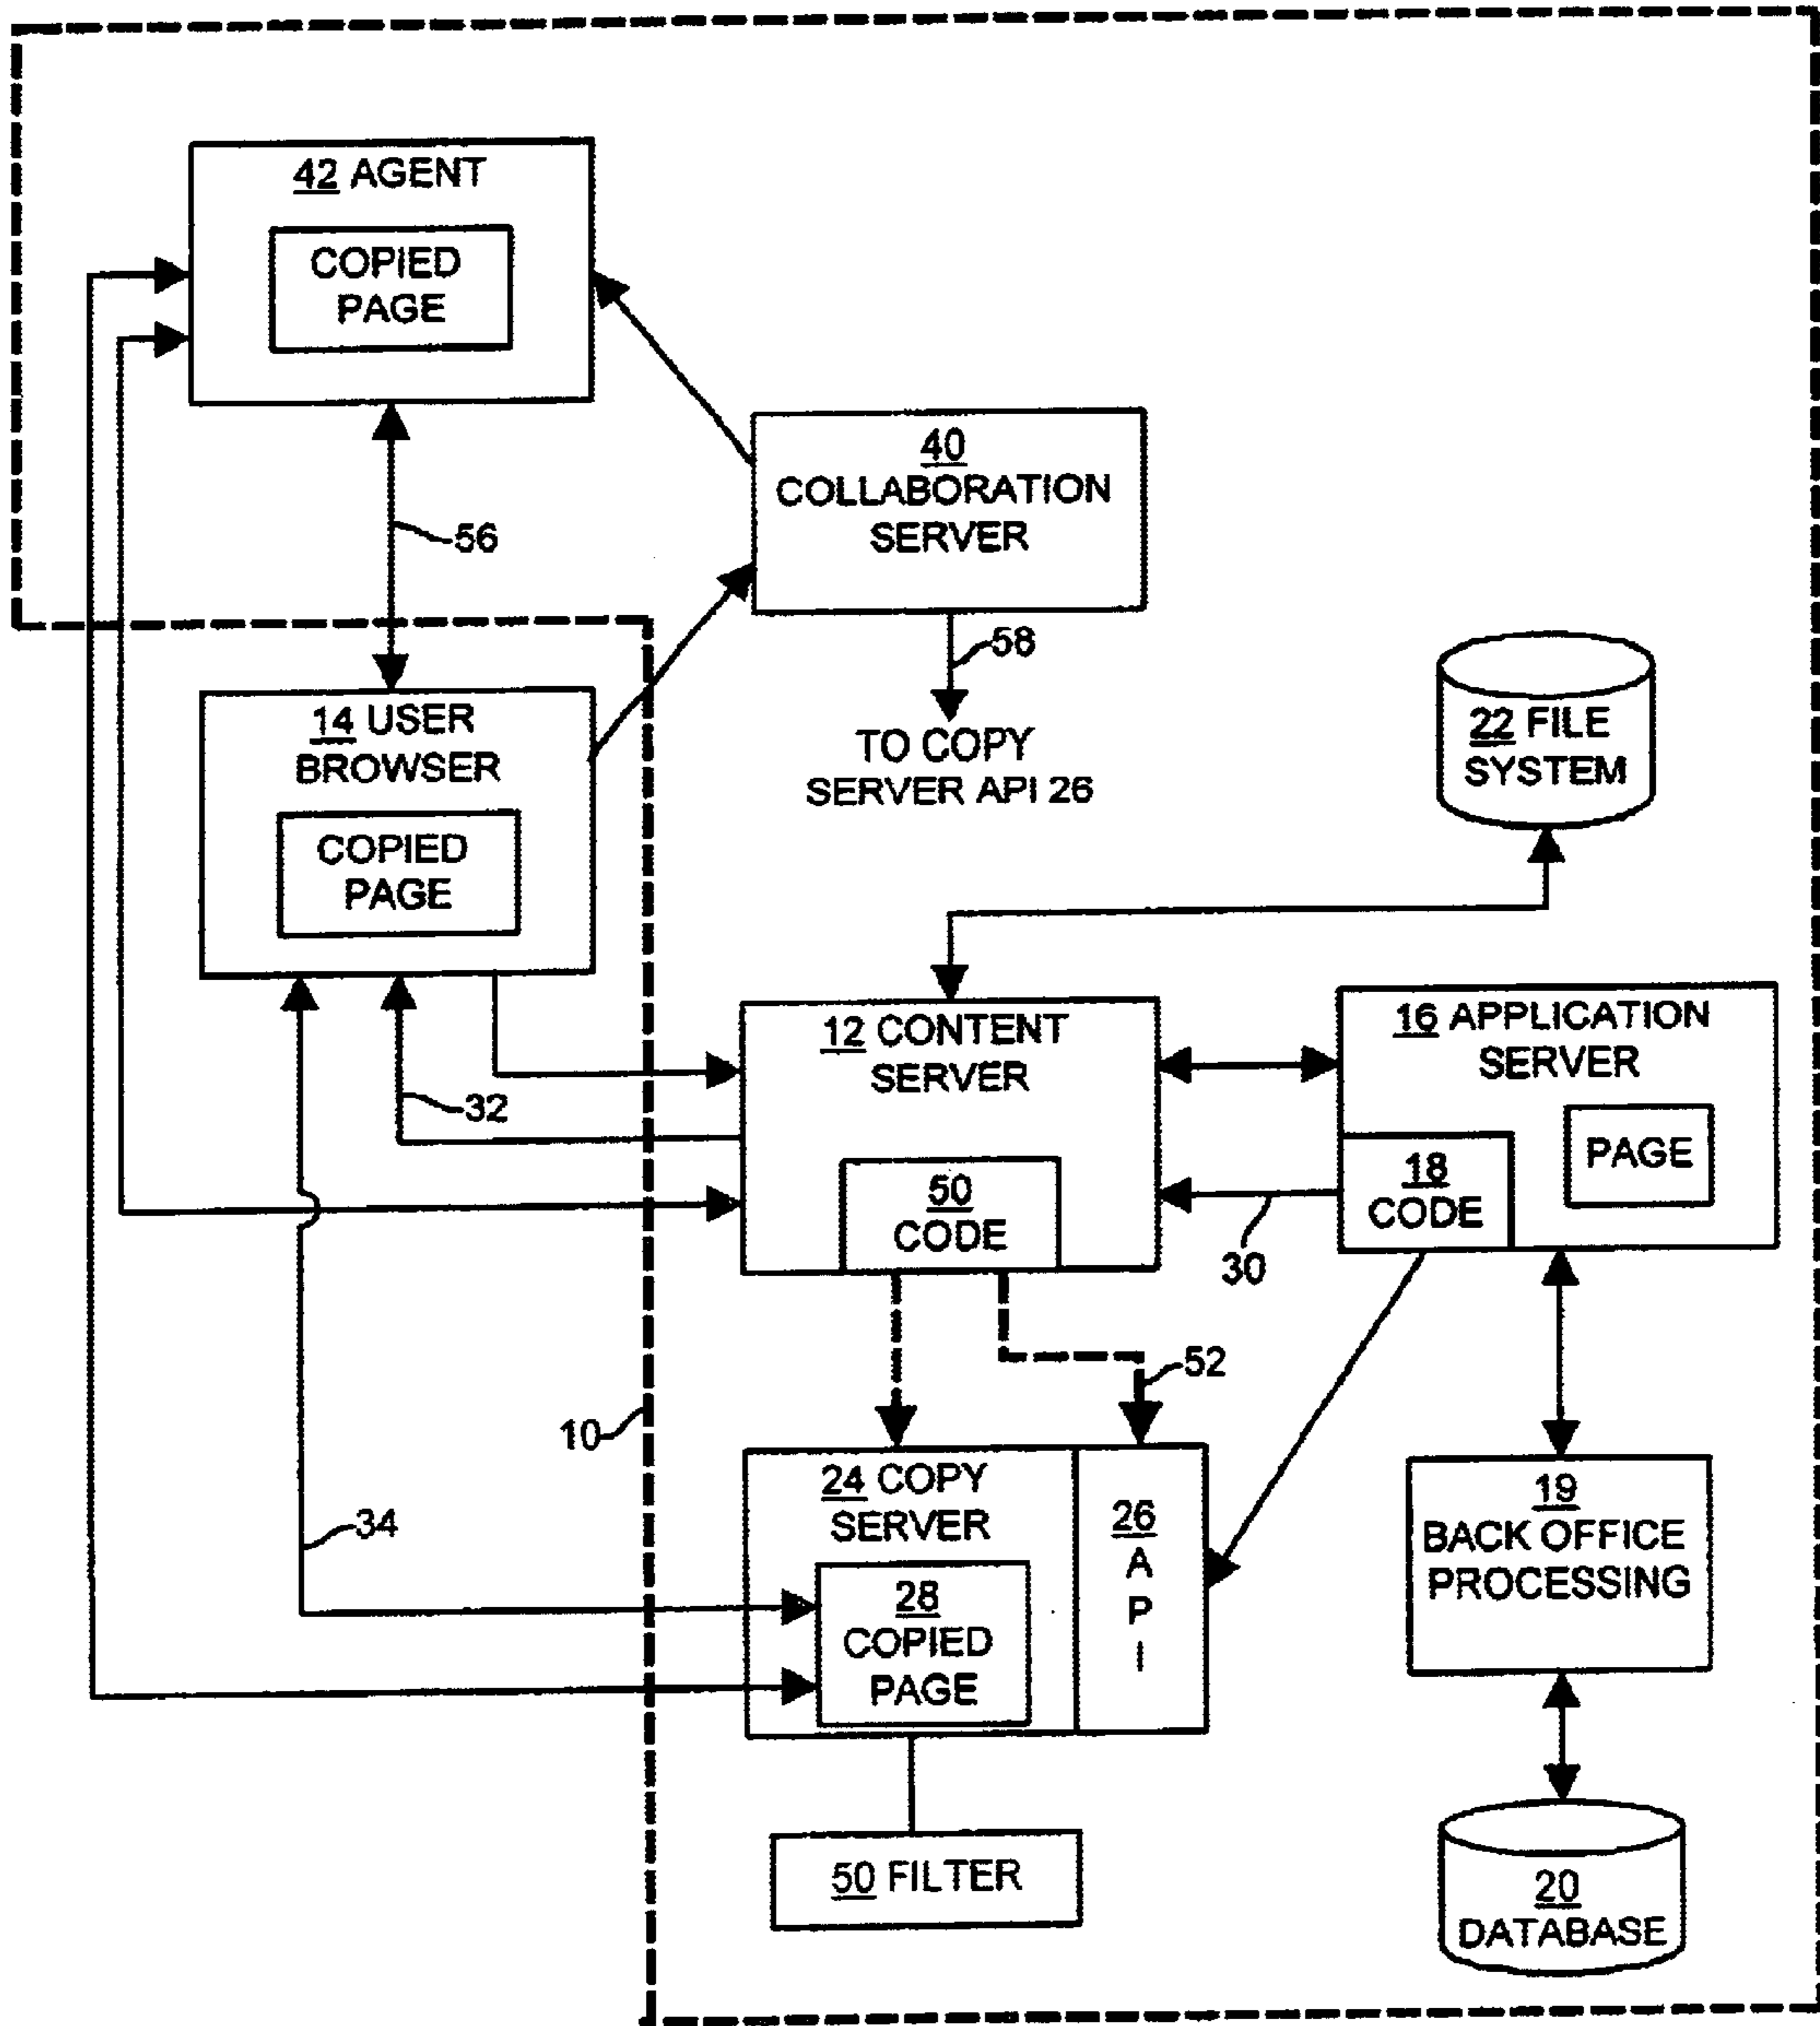 42 AGENT
COPIED
PAGE
40
COLLABORATION
SERVER
56
58
TO COPY
SERVER API 26
14 USER
BROWSER
COPIED
PAGE
22 FILE
SYSTEM
12 CONTENT
SERVER
50
CODE
16 APPLICATION
SERVER
PAGE
18
CODE
32
30
52
10
24 COPY
SERVER
28
COPIED
PAGE
26
A
P
I
34
19
BACK OFFICE
PROCESSING
50 FILTER
20
DATABASE